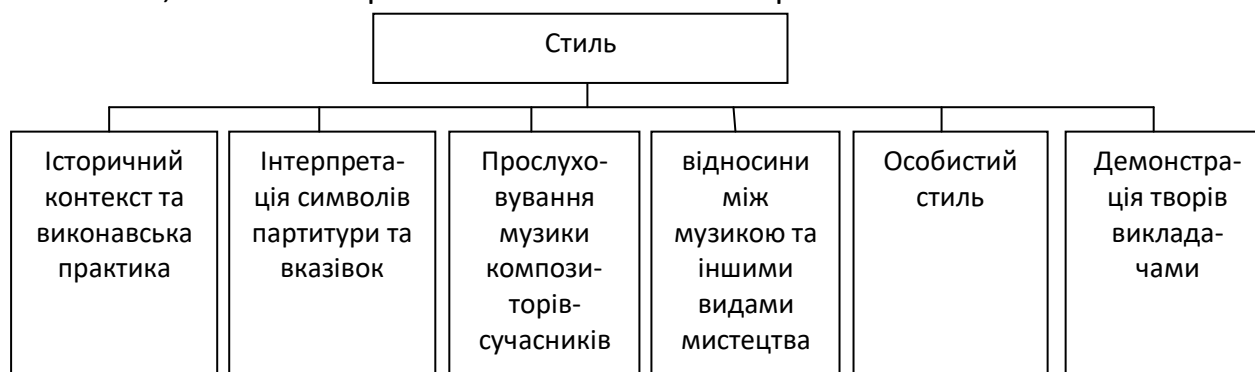 Стиль
Історичний
контекст та
виконавська
практика
Інтерпрета-
ція символів
партитури та
вказівок
Прослухо-
вування
музики
компози-
торів-
сучасників
відносини
між
музикою та
іншими
видами
мистецтва
Особистий
стиль
Демонстра-
ція творів
виклада-
чами